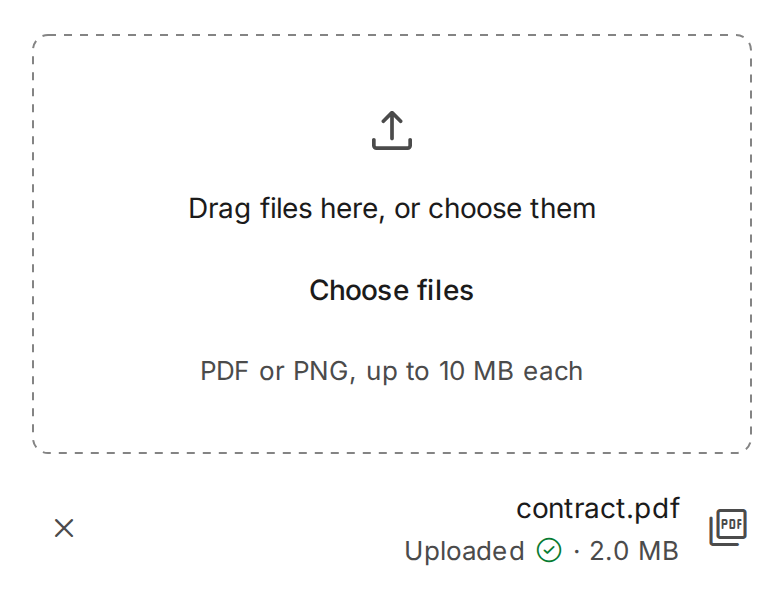 Drag files here, or choose them
Choose files
PDF or PNG, up to 10 MB each
contract.pdf
PDF
Uploaded · 2.0 MB